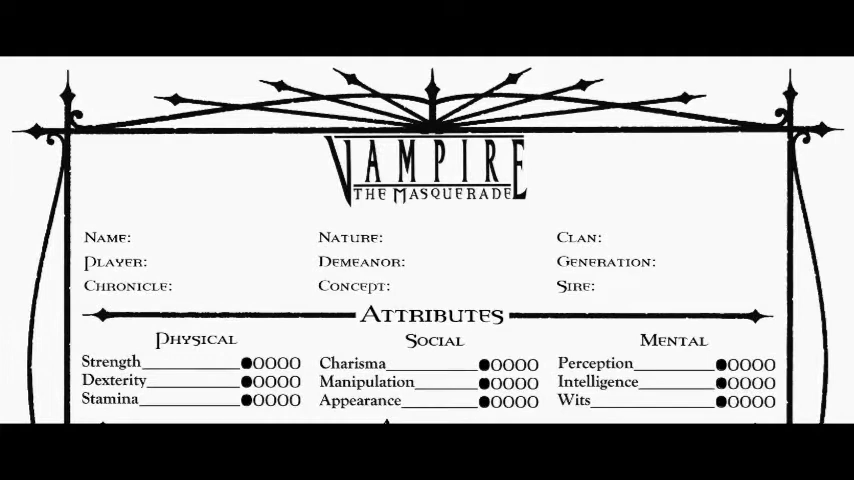 VAMPIRE
THE MASQUERADE
NAME: NATURE: CLAN:
PLAYER: DEMEANOR: GENERATION:
CHRONICLE: CONCEPT: SIRE:
ATTRIBUTES
PHYSICAL SOCIAL MENTAL
Strength Charisma Perception
Dexterity Manipulation Intelligence
Stamina Appearance Wits